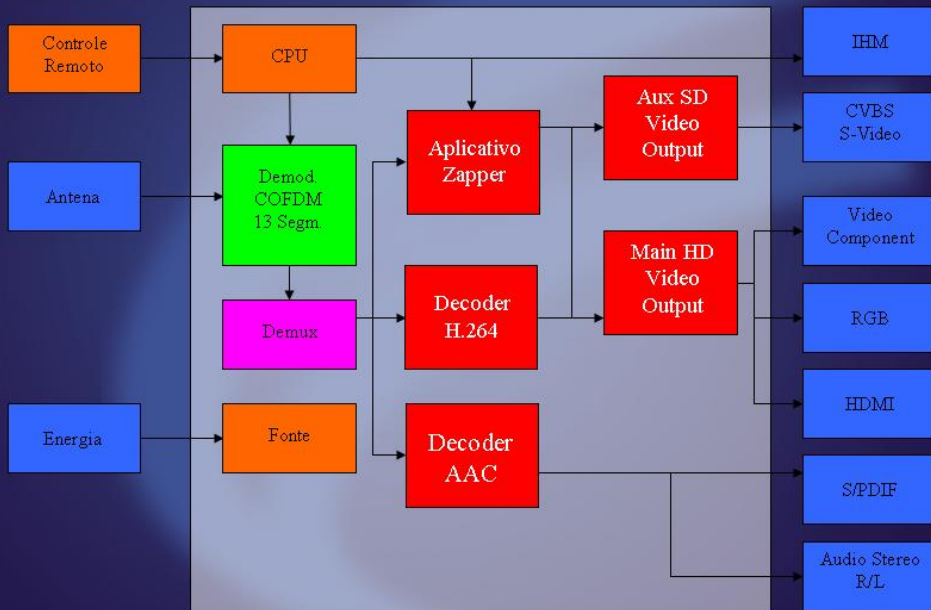 Controle
Remoto
CPU
IHM
Aux SD
Video
Output
CVBS
S-Video
Aplicativo
Zapper
Demod.
COFDM
13 Segm.
Antena
Video
Component
Main HD
Video
Output
Decoder
H.264
Demux
RGB
HDMI
Energia
Fonte
Decoder
AAC
S/PDIF
Audio Stereo
R/L